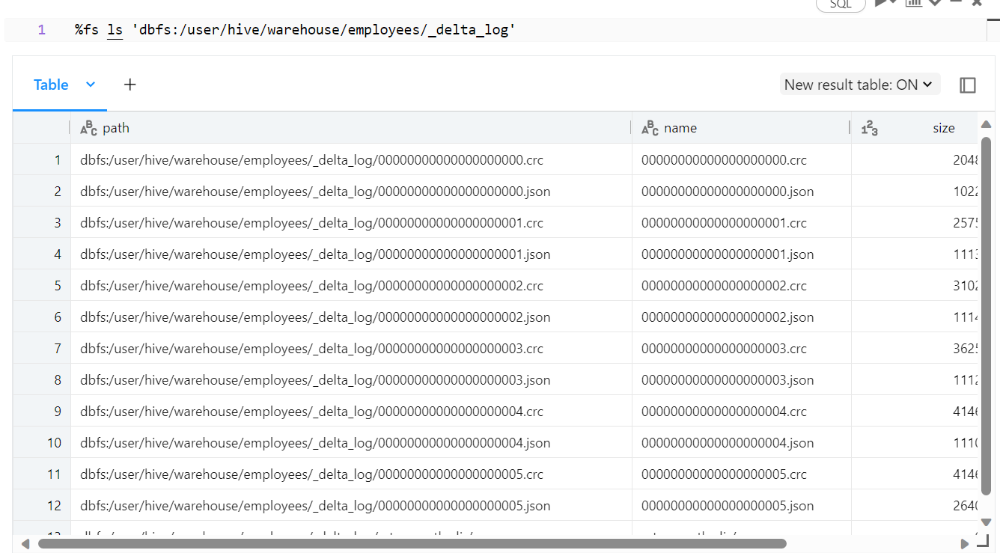 SQL
1 %fs ls 'dbfs:/user/hive/warehouse/employees/_delta_log'
Table +
New result table: ON
ABC path ABC name 123 size
1 dbfs:/user/hive/warehouse/employees/_delta_log/00000000000000000000.crc 00000000000000000000.crc 2048
2 dbfs:/user/hive/warehouse/employees/_delta_log/00000000000000000000.json 00000000000000000000.json 1022
3 dbfs:/user/hive/warehouse/employees/_delta_log/00000000000000000001.crc 00000000000000000001.crc 2575
4 dbfs:/user/hive/warehouse/employees/_delta_log/00000000000000000001.json 00000000000000000001.json 1113
5 dbfs:/user/hive/warehouse/employees/_delta_log/00000000000000000002.crc 00000000000000000002.crc 3102
6 dbfs:/user/hive/warehouse/employees/_delta_log/00000000000000000002.json 00000000000000000002.json 1114
7 dbfs:/user/hive/warehouse/employees/_delta_log/00000000000000000003.crc 00000000000000000003.crc 3625
8 dbfs:/user/hive/warehouse/employees/_delta_log/00000000000000000003.json 00000000000000000003.json 1112
9 dbfs:/user/hive/warehouse/employees/_delta_log/00000000000000000004.crc 00000000000000000004.crc 4146
10 dbfs:/user/hive/warehouse/employees/_delta_log/00000000000000000004.json 00000000000000000004.json 1110
11 dbfs:/user/hive/warehouse/employees/_delta_log/00000000000000000005.crc 00000000000000000005.crc 4146
12 dbfs:/user/hive/warehouse/employees/_delta_log/00000000000000000005.json 00000000000000000005.json 2640